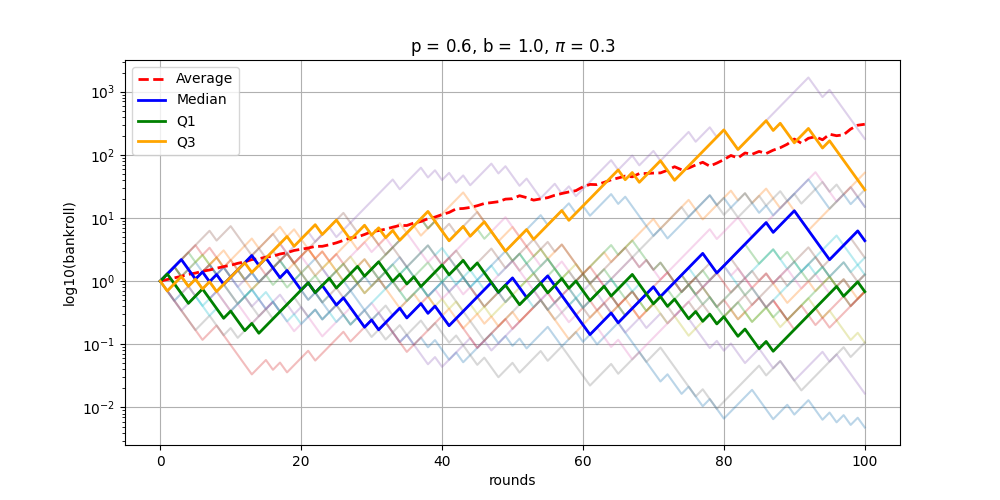 p = 0.6, b = 1.0, π = 0.3
Average
Median
Q1
Q3
log10(bankroll)
10³
10²
10¹
10⁰
10⁻¹
10⁻²
0 20 40 60 80 100
rounds